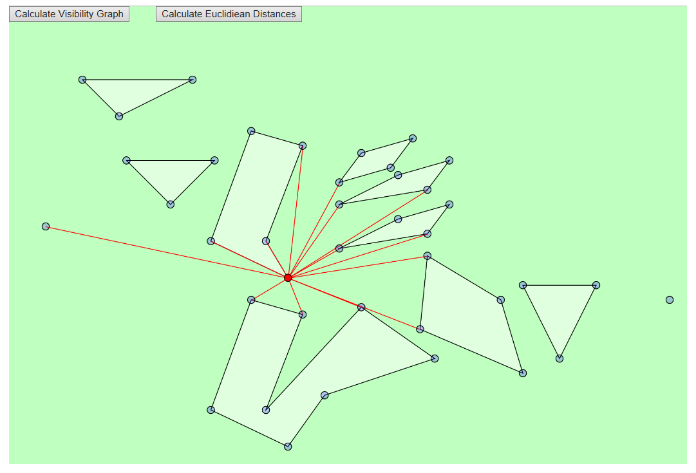 Calculate Visibility Graph
Calculate Euclidiean Distances